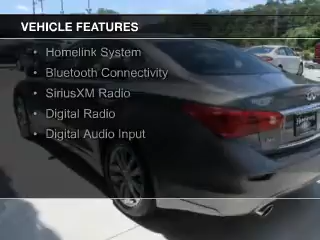 VEHICLE FEATURES
• Homelink System
• Bluetooth Connectivity
• SiriusXM Radio
• Digital Radio
• Digital Audio Input